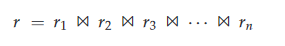 r = r₁ ⋈ r₂ ⋈ r₃ ⋈ ⋯ ⋈ rₙ